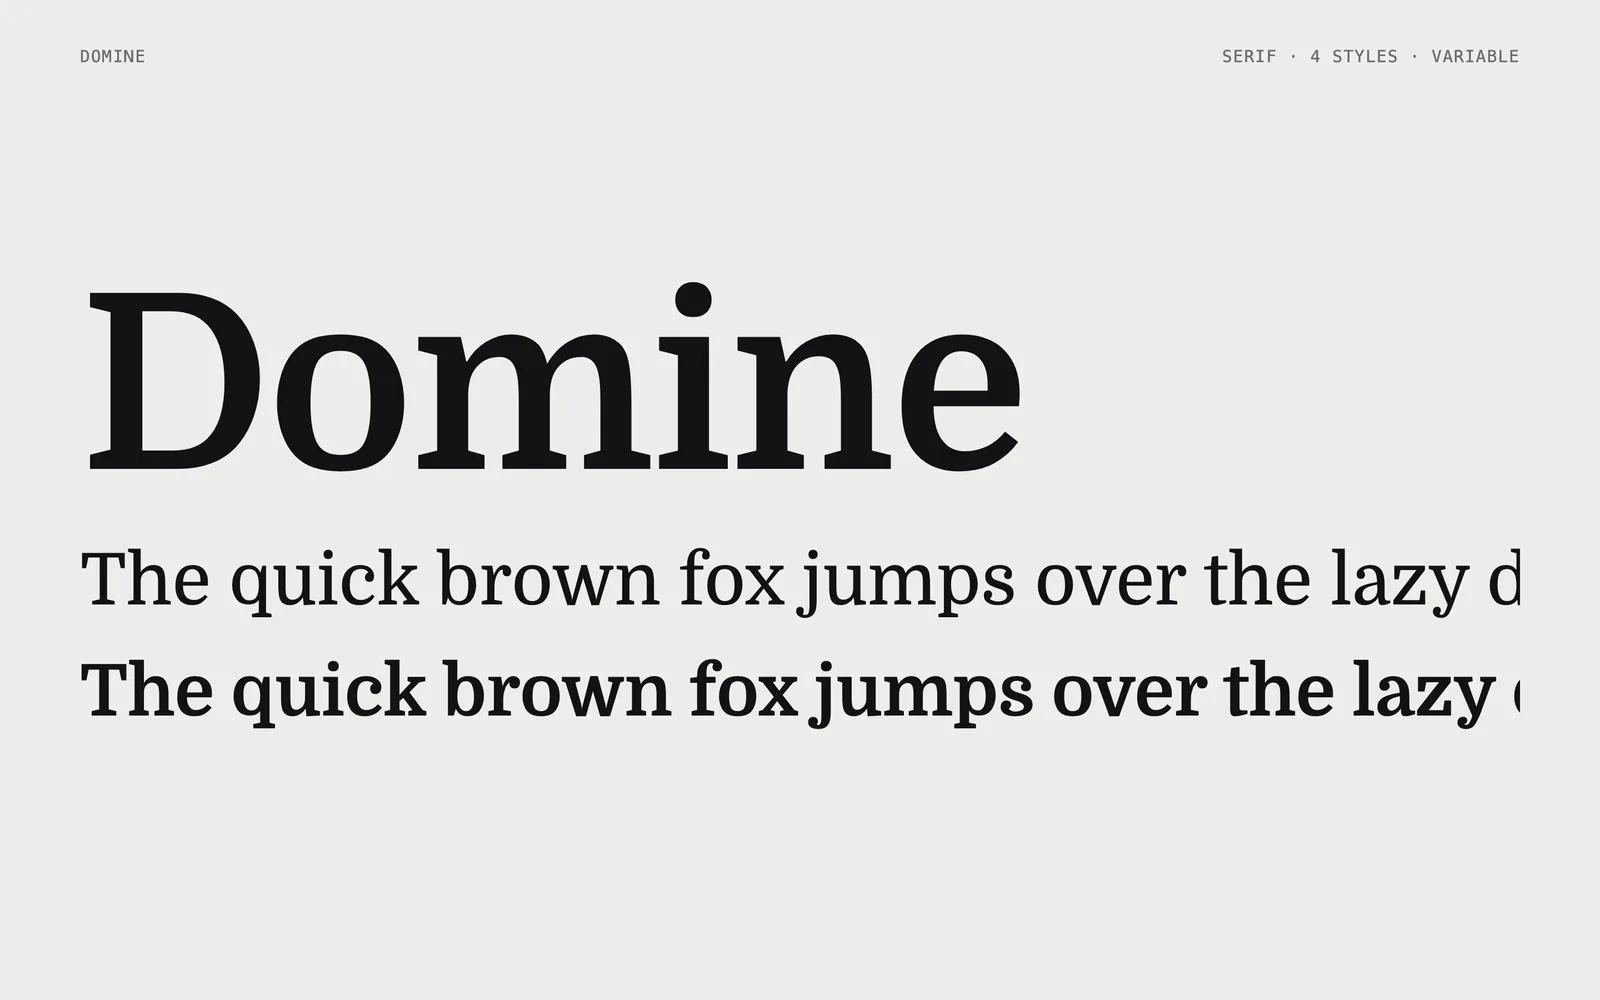 DOMINE
SERIF · 4 STYLES · VARIABLE
Domine
The quick brown fox jumps over the lazy d
The quick brown fox jumps over the lazy